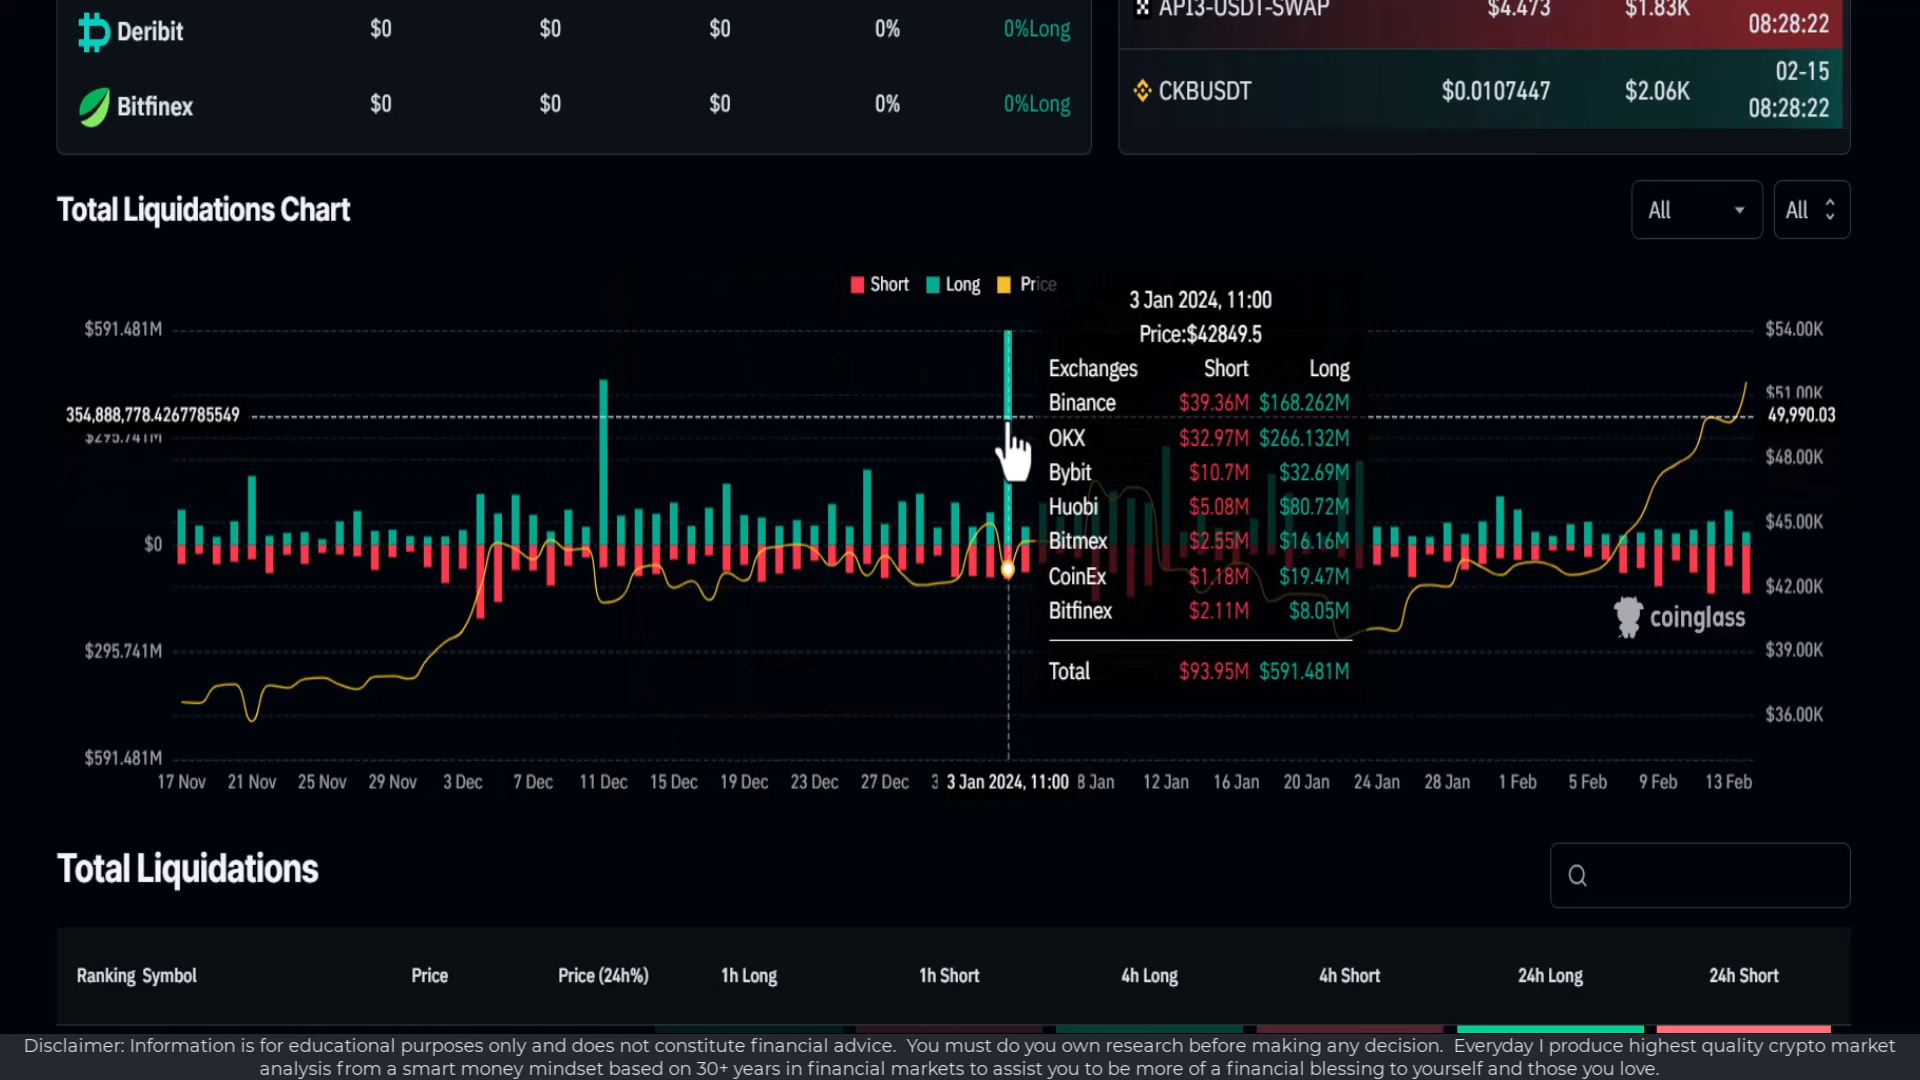 Deribit $0 $0 $0 0% 0%Long
Bitfinex $0 $0 $0 0% 0%Long
API3-USDT-SWAP $4.473 $1.83K 08:28:22
CKBUSDT $0.0107447 $2.06K 02-15 08:28:22
Total Liquidations Chart
All All
Short Long Price
3 Jan 2024, 11:00
Price:$42849.5
Exchanges Short Long
Binance $39.36M $168.262M
OKX $32.97M $266.132M
Bybit $10.7M $32.69M
Huobi $5.08M $80.72M
Bitmex $2.55M $16.16M
CoinEx $1.18M $19.47M
Bitfinex $2.11M $8.05M
Total $93.95M $591.481M
$591.481M
354,888,778.4267785549
$295.741M
$0
$295.741M
$591.481M
$54.00K
$51.00K
49,990.03
$48.00K
$45.00K
$42.00K
$39.00K
$36.00K
coinglass
17 Nov 21 Nov 25 Nov 29 Nov 3 Dec 7 Dec 11 Dec 15 Dec 19 Dec 23 Dec 27 Dec 3 3 Jan 2024, 11:00 8 Jan 12 Jan 16 Jan 20 Jan 24 Jan 28 Jan 1 Feb 5 Feb 9 Feb 13 Feb
Total Liquidations
Ranking Symbol Price Price (24h%) 1h Long 1h Short 4h Long 4h Short 24h Long 24h Short
Disclaimer: Information is for educational purposes only and does not constitute financial advice. You must do you own research before making any decision. Everyday I produce highest quality crypto market
analysis from a smart money mindset based on 30+ years in financial markets to assist you to be more of a financial blessing to yourself and those you love.